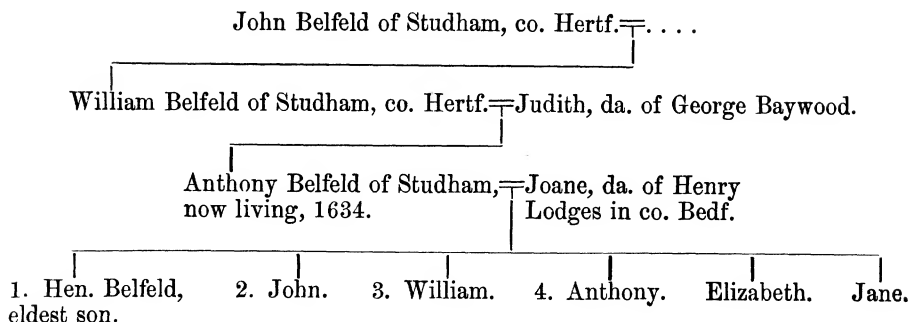 John Belfeld of Studham, co. Hertf.=. . . .
William Belfeld of Studham, co. Hertf.=Judith, da. of George Baywood.
Anthony Belfeld of Studham,=Joane, da. of Henry
now living, 1634. Lodges in co. Bedf.
1. Hen. Belfeld, 2. John. 3. William. 4. Anthony. Elizabeth. Jane.
eldest son.